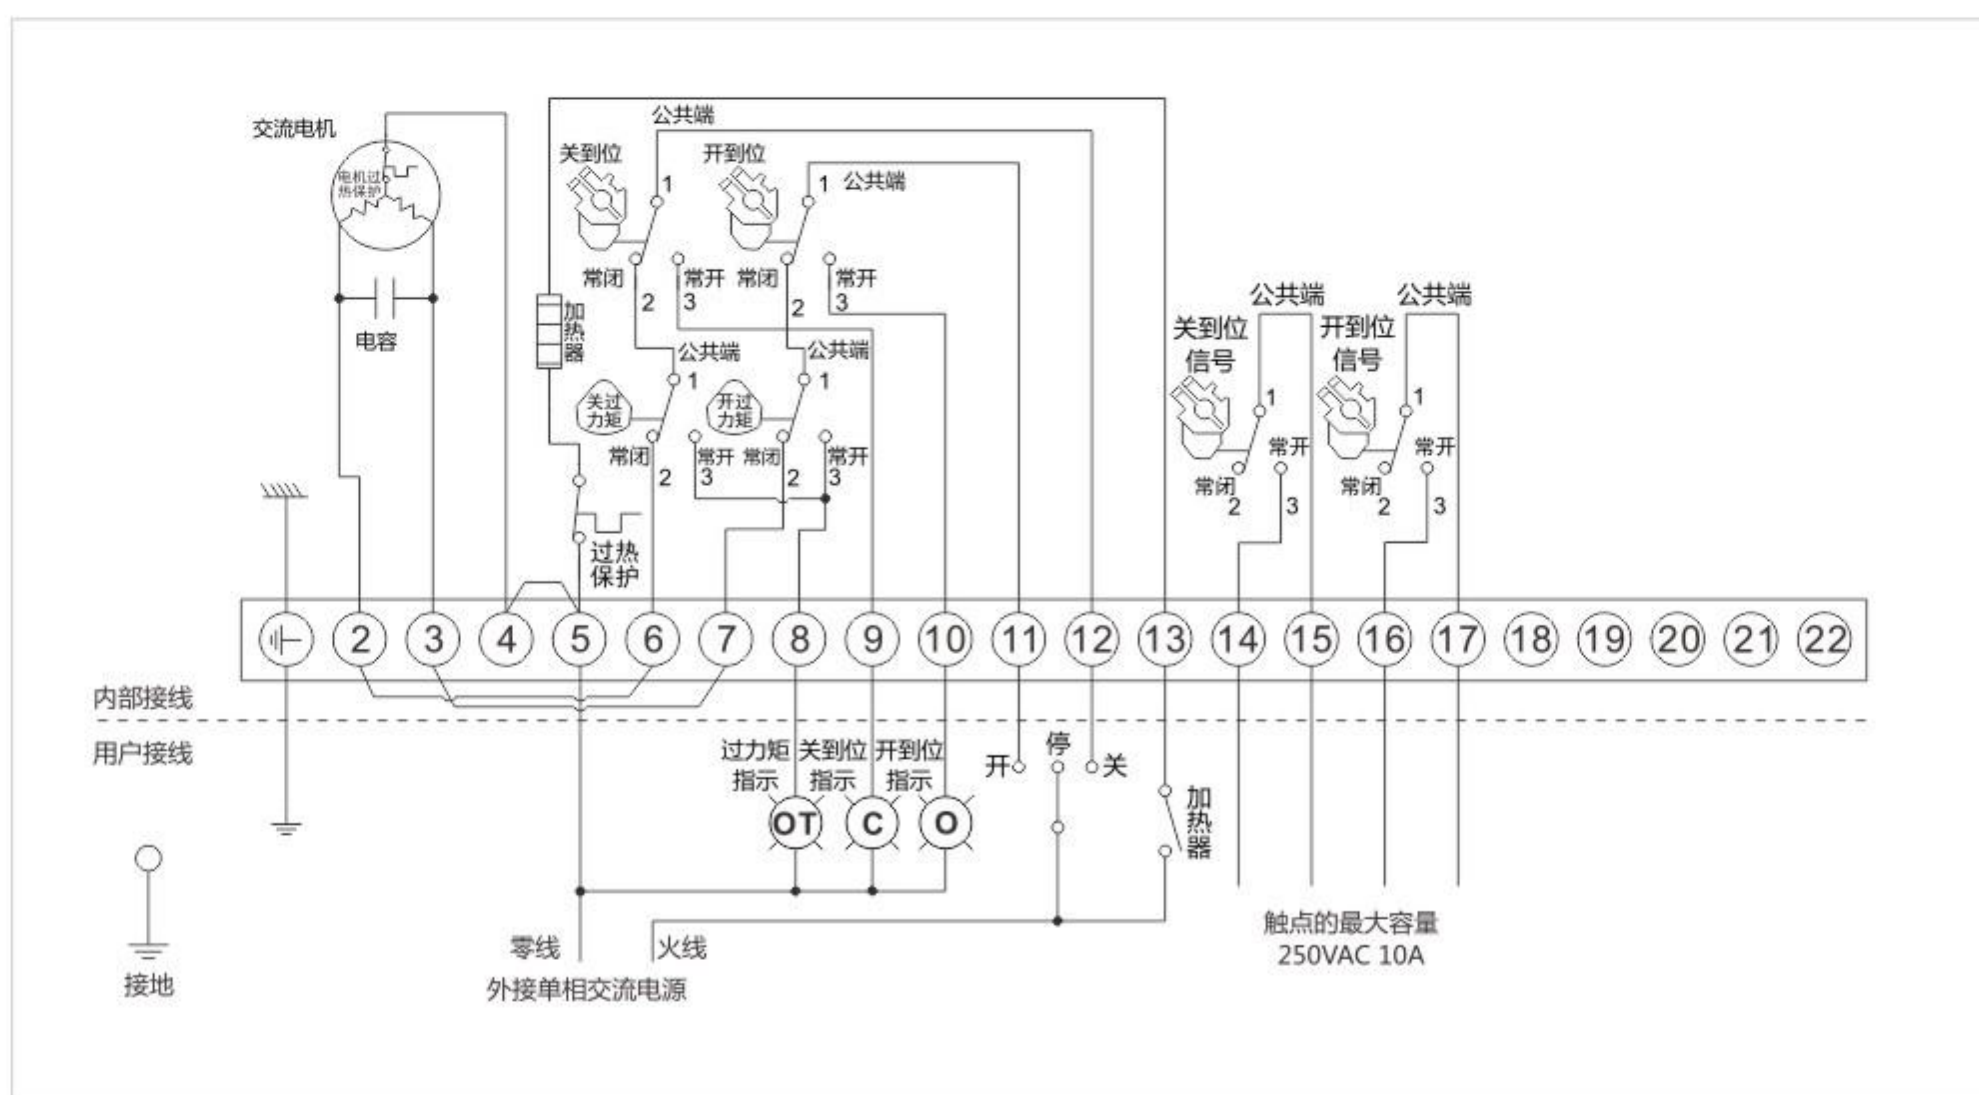 公共端
交流电机
关到位
开到位
电机过
热保护
1
1
公共端
常闭
常开
常闭
常开
2
3
2
3
公共端
公共端
加
热
器
关到位
信号
开到位
信号
电容
公共端
公共端
1
1
关过
力矩
开过
力矩
1
1
常闭
常开
常闭
常开
2
3
2
3
常开
常开
常闭
常闭
2
3
2
3
过热
保护
2 3 4 5 6 7 8 9 10 11 12 13 14 15 16 17 18 19 20 21 22
内部接线
用户接线
过力矩
指示
关到位
指示
开到位
指示
开
停
关
加
热
器
OT
C
O
触点的最大容量
250VAC 10A
零线
火线
外接单相交流电源
接地